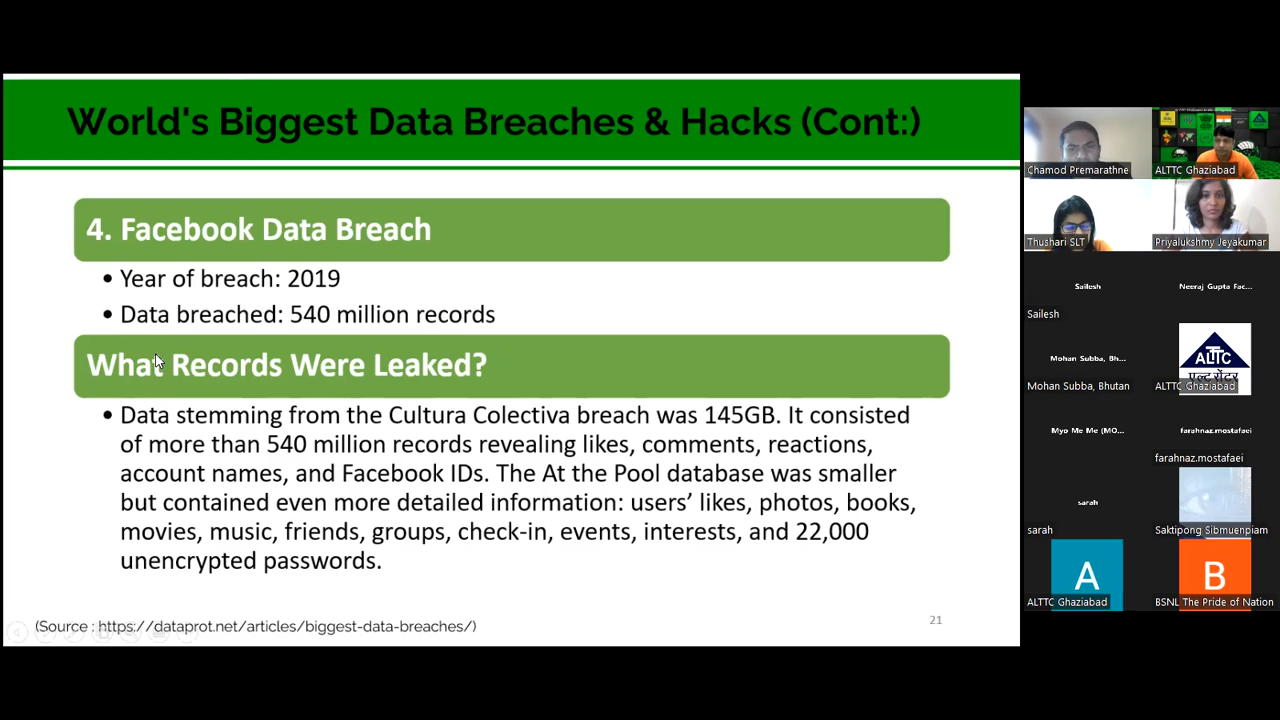 World's Biggest Data Breaches & Hacks (Cont:)
4. Facebook Data Breach
• Year of breach: 2019
• Data breached: 540 million records
What Records Were Leaked?
• Data stemming from the Cultura Colectiva breach was 145GB. It consisted
of more than 540 million records revealing likes, comments, reactions,
account names, and Facebook IDs. The At the Pool database was smaller
but contained even more detailed information: users’ likes, photos, books,
movies, music, friends, groups, check-in, events, interests, and 22,000
unencrypted passwords.
(Source : https://dataprot.net/articles/biggest-data-breaches/)
21
Chamod Premarathne
ALTTC Ghaziabad
Thushari SLT
Priyalukshmy Jeyakumar
Sailesh
Neeraj Gupta Fac...
Sailesh
Mohan Subba, Bh...
ALTTC
Mohan Subba, Bhutan
ALTTC Ghaziabad
Myo Me Me (MO...
farahnaz.mostafaei
farahnaz.mostafaei
sarah
sarah
Saktipong Sibmuenpiam
A
B
ALTTC Ghaziabad
BSNL The Pride of Nation